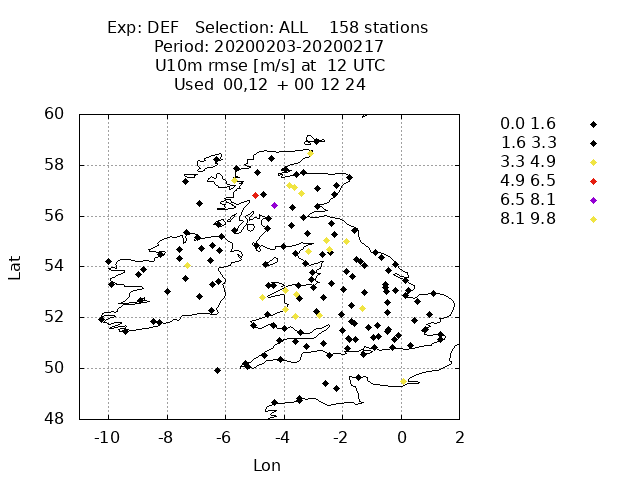 Exp: DEF Selection: ALL 158 stations
Period: 20200203-20200217
U10m rmse [m/s] at 12 UTC
Used 00,12 + 00 12 24
60
58
56
54
52
50
48
-10 -8 -6 -4 -2 0 2
Lat
Lon
0.0 1.6
1.6 3.3
3.3 4.9
4.9 6.5
6.5 8.1
8.1 9.8